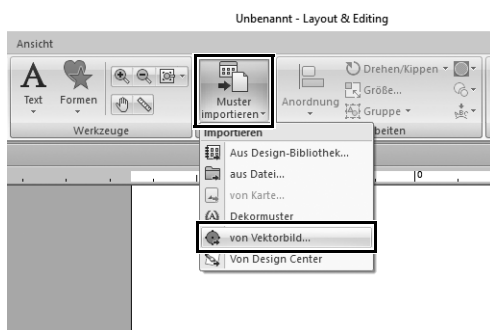 Unbenannt - Layout & Editing
Ansicht
Text
Formen
Werkzeuge
Muster
importieren
Anordnung
Drehen/Kippen
Größe...
Gruppe
beiten
Importieren
Aus Design-Bibliothek...
aus Datei...
von Karte...
Dekormuster
von Vektorbild...
Von Design Center
0